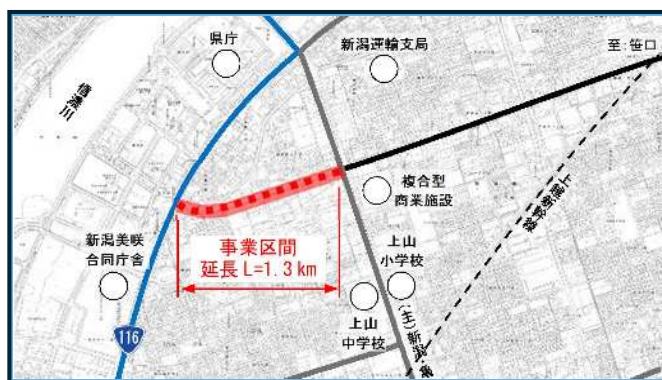 県庁
新潟運輸支局
至:笹口
信濃川
複合型
商業施設
上越新幹線
新潟美咲
合同庁舎
事業区間
延長 L=1.3km
上山
小学校
上山
中学校
(主)新潟・亀
116